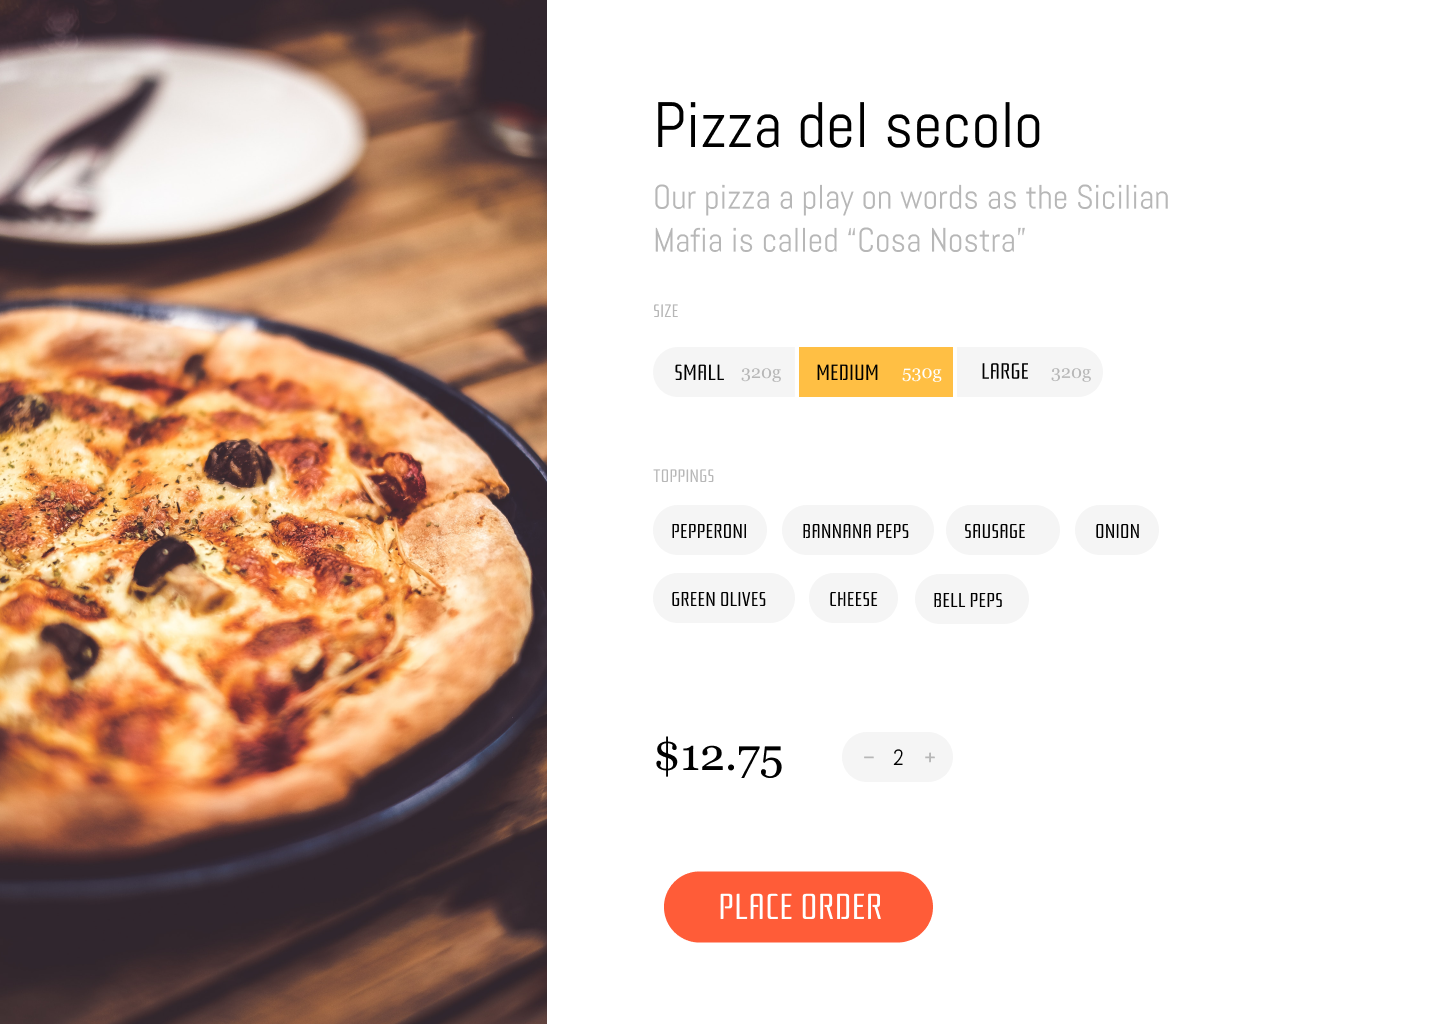 Pizza del secolo
Our pizza a play on words as the Sicilian
Mafia is called “Cosa Nostra”
SIZE
SMALL 320g MEDIUM 530g LARGE 320g
TOPPINGS
PEPPERONI BANNANA PEPS SAUSAGE ONION
GREEN OLIVES CHEESE BELL PEPS
$12.75 − 2 +
PLACE ORDER